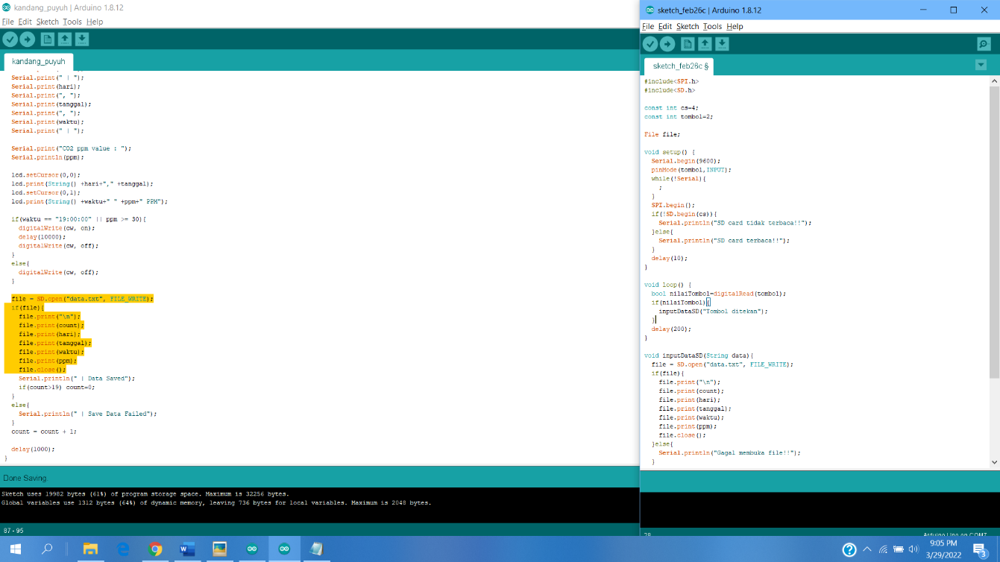 kandang_puyuh | Arduino 1.8.12
File Edit Sketch Tools Help
kandang_puyuh
Serial.print(" | ");
Serial.print(hari);
Serial.print(", ");
Serial.print(tanggal);
Serial.print(", ");
Serial.print(waktu);
Serial.print(" | ");
Serial.print("CO2 ppm value : ");
Serial.println(ppm);
lcd.setCursor(0,0);
lcd.print(String() +hari+"," +tanggal);
lcd.setCursor(0,1);
lcd.print(String() +waktu+" " +ppm+" PPM");
if(waktu == "19:00:00" || ppm >= 30){
digitalWrite(cw, on);
delay(10000);
digitalWrite(cw, off);
}
else{
digitalWrite(cw, off);
}
file = SD.open("data.txt", FILE_WRITE);
if(file){
file.print("\n");
file.print(count);
file.print(hari);
file.print(tanggal);
file.print(waktu);
file.print(ppm);
file.close();
Serial.println(" | Data Saved");
if(count>19) count=0;
}
else{
Serial.println(" | Save Data Failed");
}
count = count + 1;
delay(1000);
}
Done Saving.
Sketch uses 19982 bytes (61%) of program storage space. Maximum is 32256 bytes.
Global variables use 1312 bytes (64%) of dynamic memory, leaving 736 bytes for local variables. Maximum is 2048 bytes.
87 - 95
sketch_feb26c | Arduino 1.8.12
File Edit Sketch Tools Help
sketch_feb26c §
#include<SPI.h>
#include<SD.h>
const int cs=4;
const int tombol=2;
File file;
void setup() {
Serial.begin(9600);
pinMode(tombol,INPUT);
while(!Serial){
;
}
SPI.begin();
if(!SD.begin(cs)){
Serial.println("SD card tidak terbaca!!");
}else{
Serial.println("SD card terbaca!!");
}
delay(10);
}
void loop() {
bool nilaiTombol=digitalRead(tombol);
if(nilaiTombol){
inputDataSD("Tombol ditekan");
}
delay(200);
}
void inputDataSD(String data){
file = SD.open("data.txt", FILE_WRITE);
if(file){
file.print("\n");
file.print(count);
file.print(hari);
file.print(tanggal);
file.print(waktu);
file.print(ppm);
file.close();
}else{
Serial.println("Gagal membuka file!!");
}
28
Arduino Uno on COM7
9:05 PM
3/29/2022
3